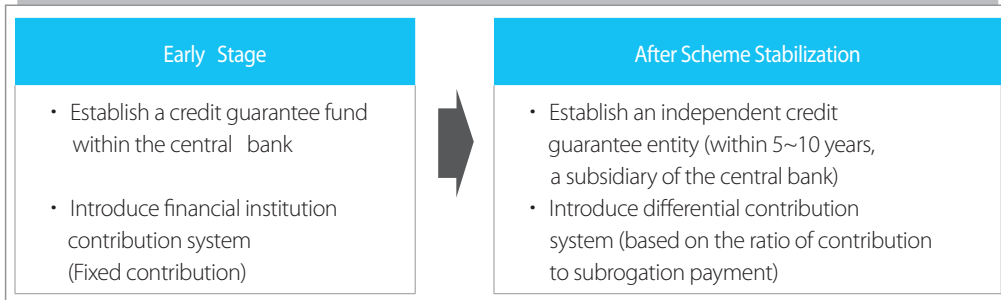 Early Stage
・ Establish a credit guarantee fund
within the central bank
・ Introduce financial institution
contribution system
(Fixed contribution)
After Scheme Stabilization
・ Establish an independent credit
guarantee entity (within 5~10 years,
a subsidiary of the central bank)
・ Introduce differential contribution
system (based on the ratio of contribution
to subrogation payment)